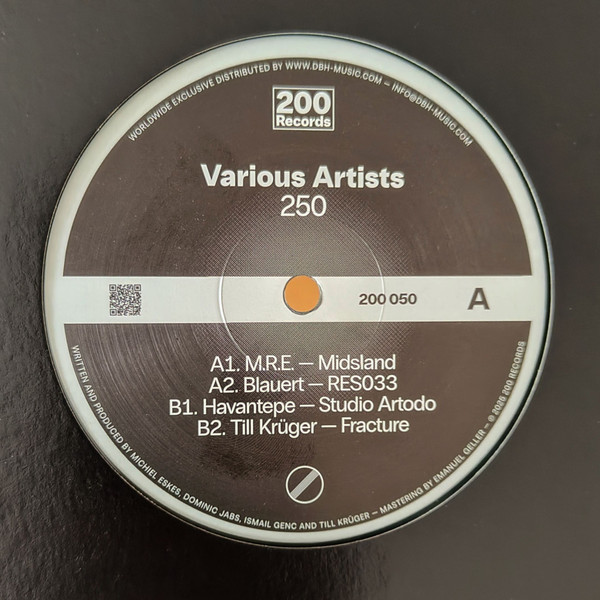 WORLDWIDE EXCLUSIVE DISTRIBUTED BY WWW.DBH-MUSIC.COM – INFO@DBH-MUSIC.COM
200
Records
Various Artists
250
200 050
A
A1. M.R.E. – Midsland
A2. Blauert – RES033
B1. Havantepe – Studio Artodo
B2. Till Krüger – Fracture
WRITTEN AND PRODUCED BY MICHIEL ESKES, DOMINIC JABS, ISMAIL GENC AND TILL KRÜGER – MASTERING BY EMANUEL GELLER – ℗ 2025 200 RECORDS